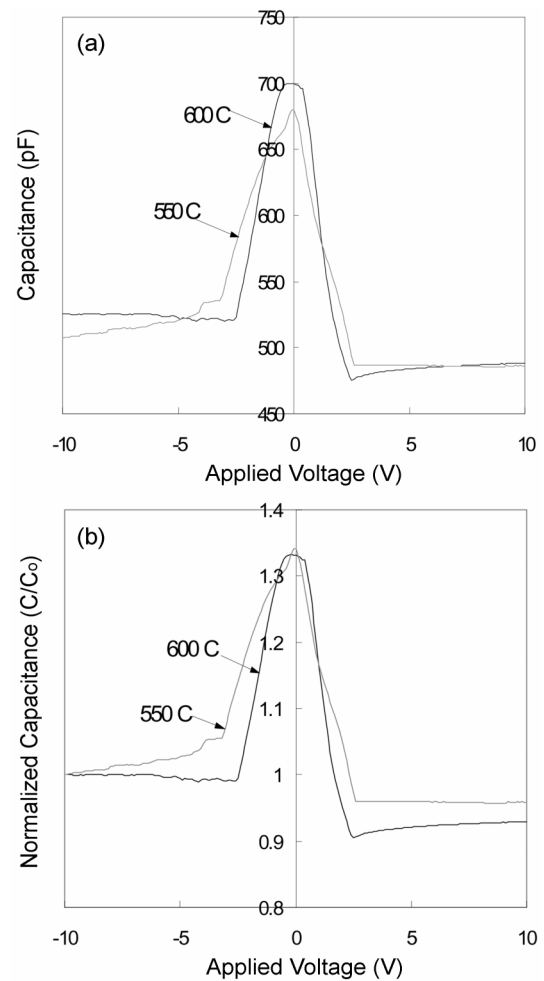 (a)
750
700
650
600
550
500
450
600 C
550 C
Capacitance (pF)
-10
-5
0
5
10
Applied Voltage (V)
(b)
1.4
1.3
1.2
1.1
1
0.9
0.8
600 C
550 C
Normalized Capacitance (C/Co)
-10
-5
0
5
10
Applied Voltage (V)